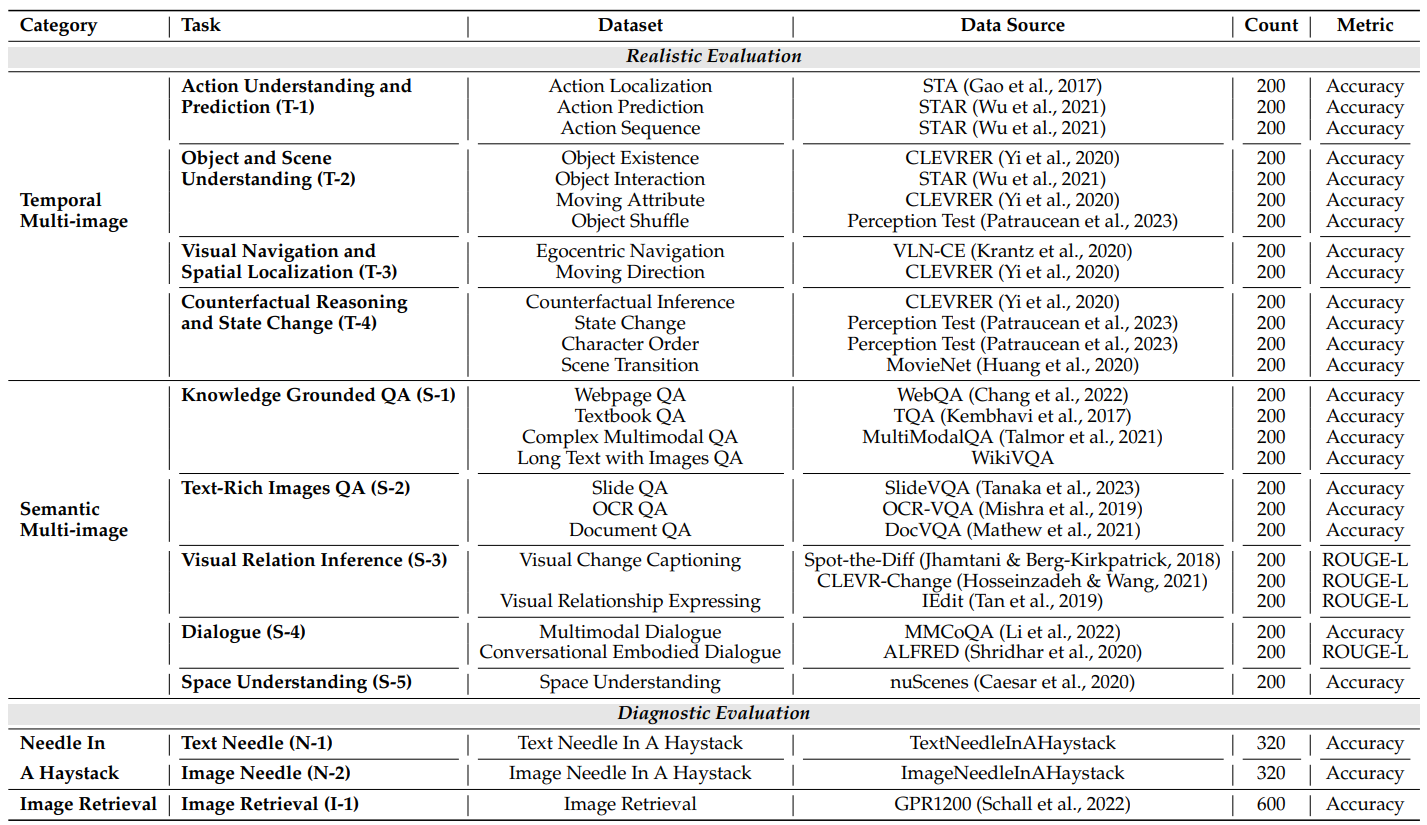 Category Task Dataset Data Source Count Metric
Realistic Evaluation
Action Understanding and Action Localization STA (Gao et al., 2017) 200 Accuracy
Prediction (T-1) Action Prediction STAR (Wu et al., 2021) 200 Accuracy
Action Sequence STAR (Wu et al., 2021) 200 Accuracy
Object and Scene Object Existence CLEVRER (Yi et al., 2020) 200 Accuracy
Understanding (T-2) Object Interaction STAR (Wu et al., 2021) 200 Accuracy
Temporal Moving Attribute CLEVRER (Yi et al., 2020) 200 Accuracy
Multi-image Object Shuffle Perception Test (Patraucean et al., 2023) 200 Accuracy
Visual Navigation and Egocentric Navigation VLN-CE (Krantz et al., 2020) 200 Accuracy
Spatial Localization (T-3) Moving Direction CLEVRER (Yi et al., 2020) 200 Accuracy
Counterfactual Reasoning Counterfactual Inference CLEVRER (Yi et al., 2020) 200 Accuracy
and State Change (T-4) State Change Perception Test (Patraucean et al., 2023) 200 Accuracy
Character Order Perception Test (Patraucean et al., 2023) 200 Accuracy
Scene Transition MovieNet (Huang et al., 2020) 200 Accuracy
Knowledge Grounded QA (S-1) Webpage QA WebQA (Chang et al., 2022) 200 Accuracy
Textbook QA TQA (Kembhavi et al., 2017) 200 Accuracy
Complex Multimodal QA MultiModalQA (Talmor et al., 2021) 200 Accuracy
Long Text with Images QA WikiVQA 200 Accuracy
Text-Rich Images QA (S-2) Slide QA SlideVQA (Tanaka et al., 2023) 200 Accuracy
Semantic OCR QA OCR-VQA (Mishra et al., 2019) 200 Accuracy
Multi-image Document QA DocVQA (Mathew et al., 2021) 200 Accuracy
Visual Relation Inference (S-3) Visual Change Captioning Spot-the-Diff (Jhamtani & Berg-Kirkpatrick, 2018) 200 ROUGE-L
CLEVR-Change (Hosseinzadeh & Wang, 2021) 200 ROUGE-L
Visual Relationship Expressing IEdit (Tan et al., 2019) 200 ROUGE-L
Dialogue (S-4) Multimodal Dialogue MMCoQA (Li et al., 2022) 200 Accuracy
Conversational Embodied Dialogue ALFRED (Shridhar et al., 2020) 200 ROUGE-L
Space Understanding (S-5) Space Understanding nuScenes (Caesar et al., 2020) 200 Accuracy
Diagnostic Evaluation
Needle In Text Needle (N-1) Text Needle In A Haystack TextNeedleInAHaystack 320 Accuracy
A Haystack Image Needle (N-2) Image Needle In A Haystack ImageNeedleInAHaystack 320 Accuracy
Image Retrieval Image Retrieval (I-1) Image Retrieval GPR1200 (Schall et al., 2022) 600 Accuracy